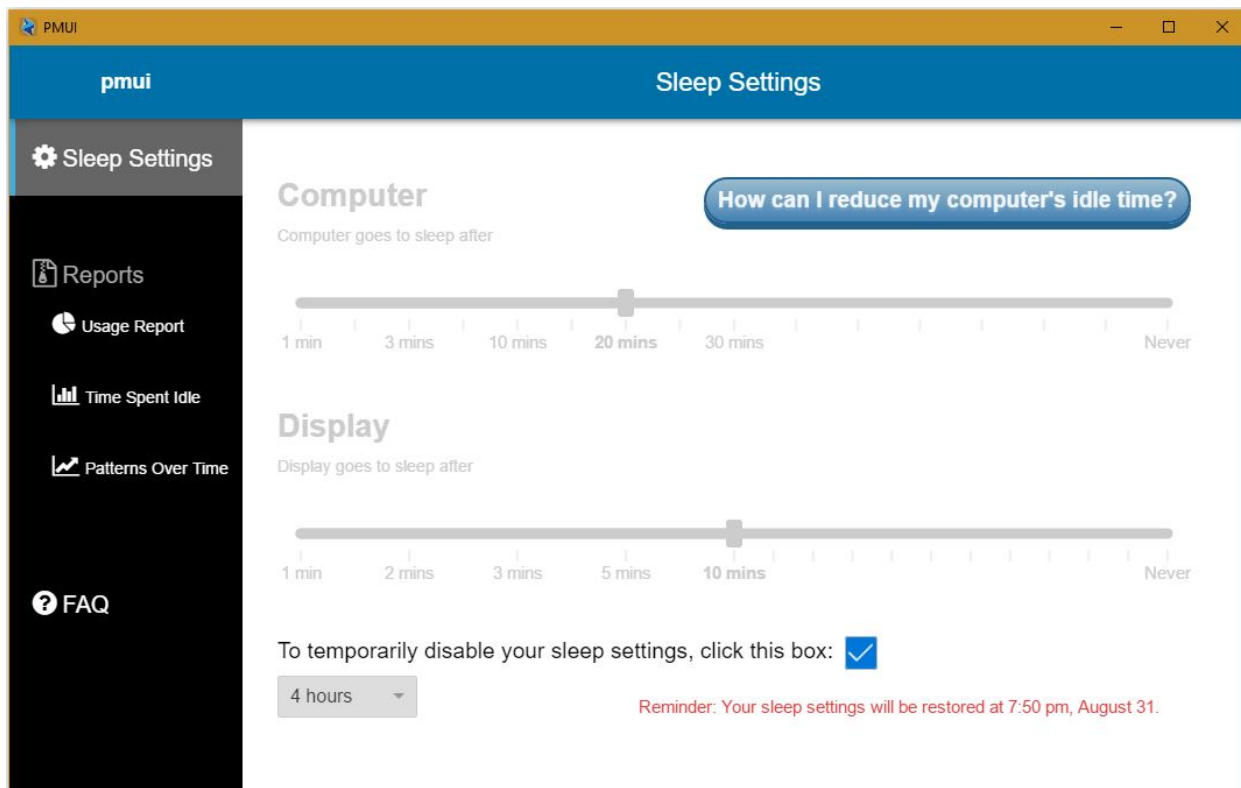 PMUI
pmui
Sleep Settings
Sleep Settings
Reports
Usage Report
Time Spent Idle
Patterns Over Time
FAQ
Computer
How can I reduce my computer's idle time?
Computer goes to sleep after
1 min 3 mins 10 mins 20 mins 30 mins Never
Display
Display goes to sleep after
1 min 2 mins 3 mins 5 mins 10 mins Never
To temporarily disable your sleep settings, click this box:
4 hours
Reminder: Your sleep settings will be restored at 7:50 pm, August 31.